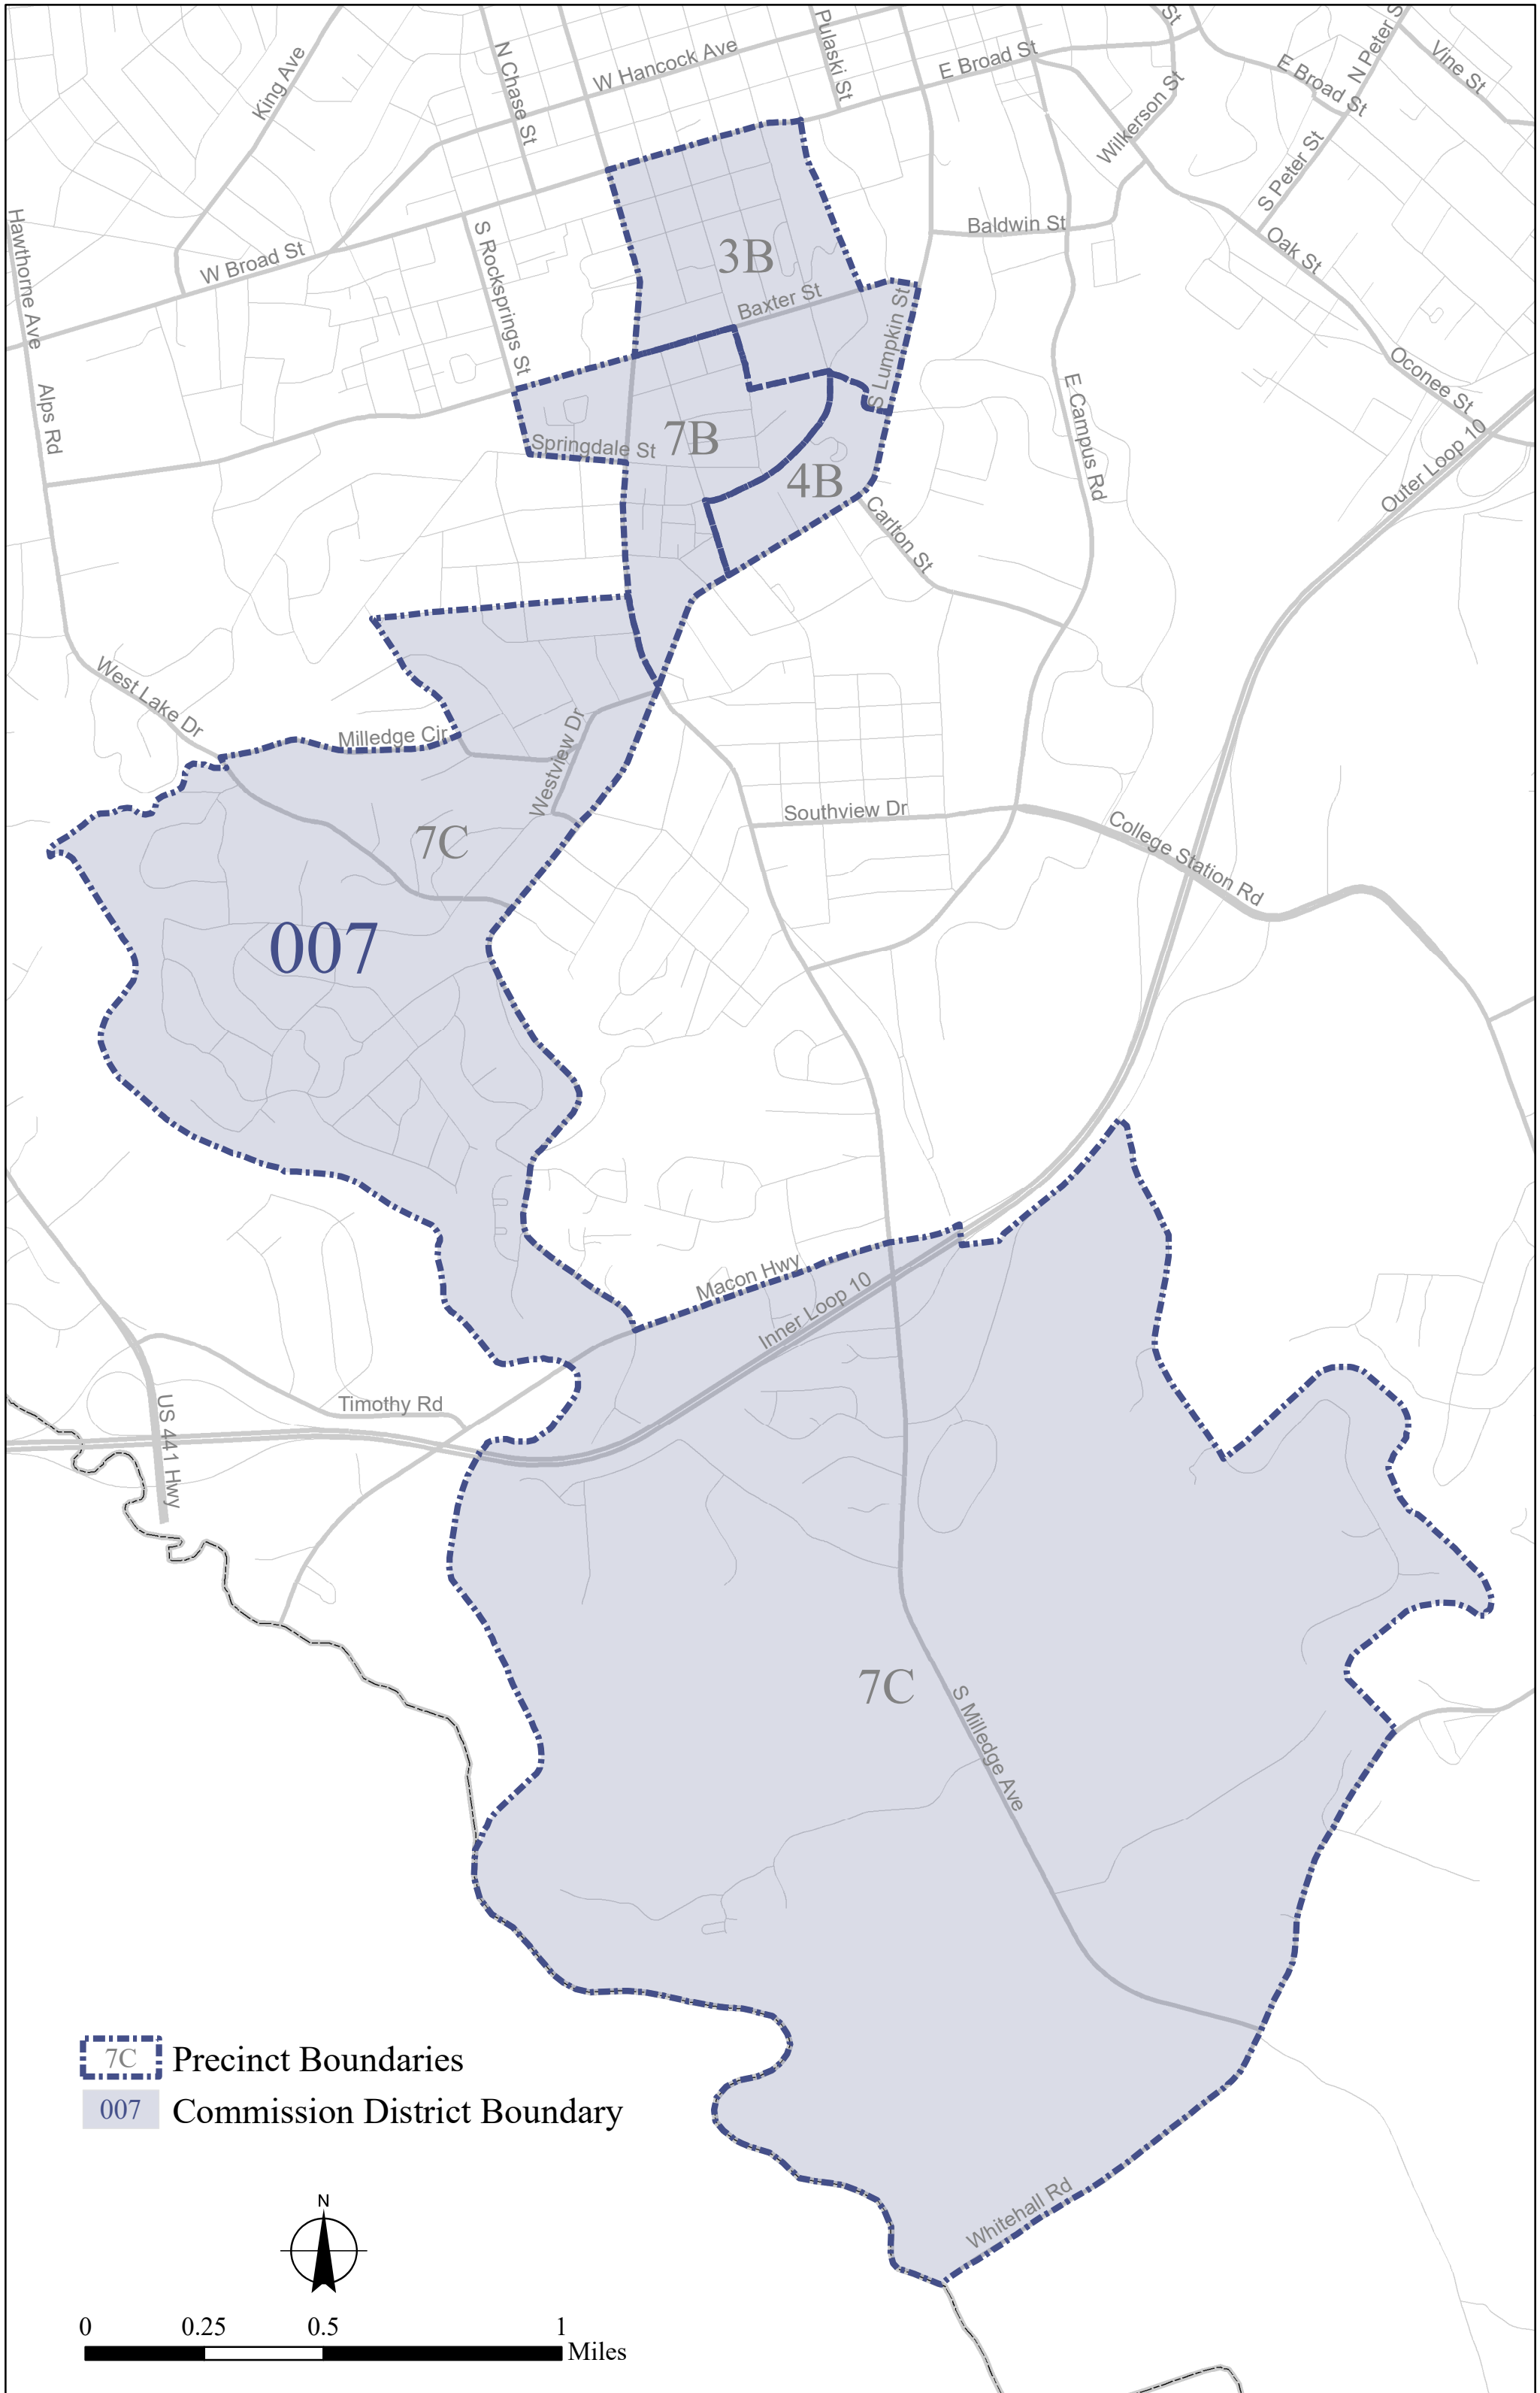 St
Pulaski St
N Peter S
King Ave
N Chase St
W Hancock Ave
E Broad St
E Broad St
Vine St
Wilkerson St
S Peter St
Hawthorne Ave
W Broad St
S Rocksprings St
3B
Baldwin St
Oak St
Baxter St
S Lumpkin St
Alps Rd
Springdale St
7B
4B
E Campus Rd
Oconee St
Outer Loop 10
Carlton St
West Lake Dr
Milledge Cir
Westview Dr
7C
Southview Dr
College Station Rd
007
Macon Hwy
Inner Loop 10
Timothy Rd
US 441 Hwy
7C
S Milledge Ave
Whitehall Rd
7C Precinct Boundaries
007 Commission District Boundary
N
0 0.25 0.5 1
Miles